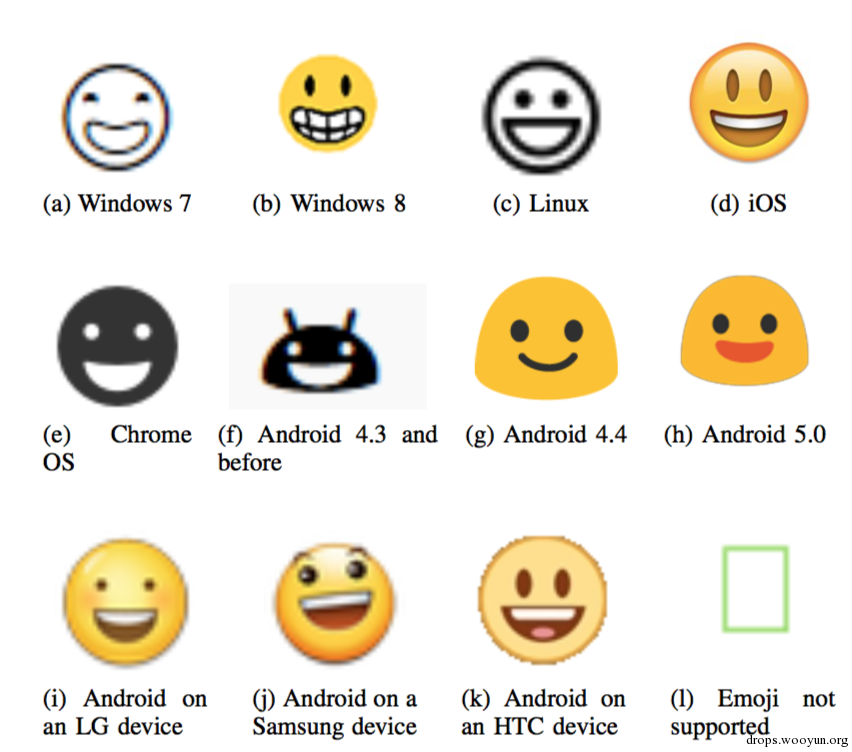 (a) Windows 7
(b) Windows 8
(c) Linux
(d) iOS
(e) Chrome
OS
(f) Android 4.3 and
before
(g) Android 4.4
(h) Android 5.0
(i) Android on
an LG device
(j) Android on a
Samsung device
(k) Android on
an HTC device
(l) Emoji not
supported
drops.wooyun.org